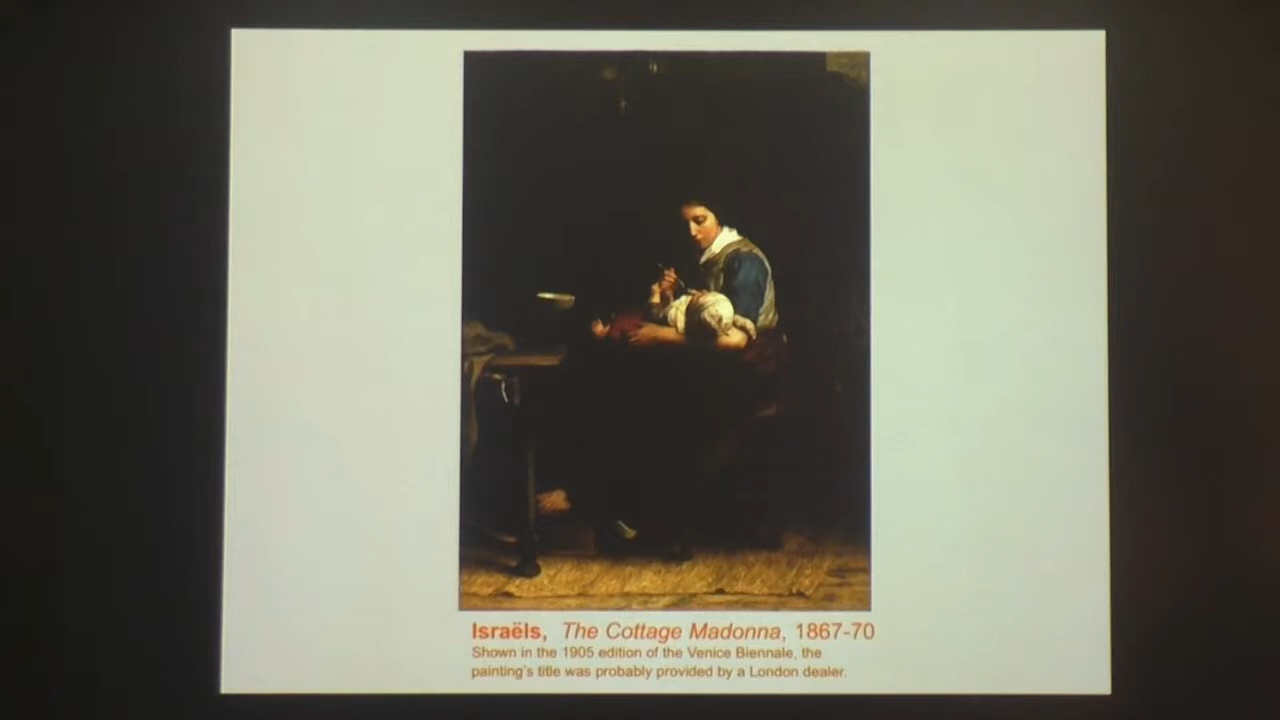 Israëls, The Cottage Madonna, 1867-70
Shown in the 1905 edition of the Venice Biennale, the
painting's title was probably provided by a London dealer.